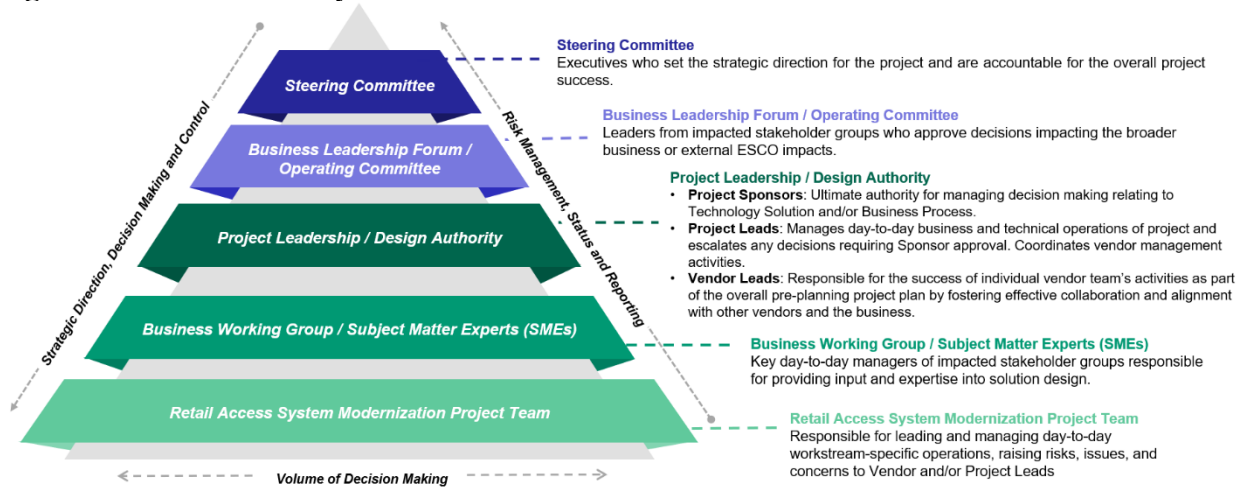 Steering Committee
Business Leadership Forum /
Operating Committee
Project Leadership / Design Authority
Business Working Group / Subject Matter Experts (SMEs)
Retail Access System Modernization Project Team
Strategic Direction, Decision Making and Control
Risk Management, Status and Reporting
Volume of Decision Making
Steering Committee
Executives who set the strategic direction for the project and are accountable for the overall project
success.
Business Leadership Forum / Operating Committee
Leaders from impacted stakeholder groups who approve decisions impacting the broader
business or external ESCO impacts.
Project Leadership / Design Authority
• Project Sponsors: Ultimate authority for managing decision making relating to
Technology Solution and/or Business Process.
• Project Leads: Manages day-to-day business and technical operations of project and
escalates any decisions requiring Sponsor approval. Coordinates vendor management
activities.
• Vendor Leads: Responsible for the success of individual vendor team's activities as part
of the overall pre-planning project plan by fostering effective collaboration and alignment
with other vendors and the business.
Business Working Group / Subject Matter Experts (SMEs)
Key day-to-day managers of impacted stakeholder groups responsible
for providing input and expertise into solution design.
Retail Access System Modernization Project Team
Responsible for leading and managing day-to-day
workstream-specific operations, raising risks, issues, and
concerns to Vendor and/or Project Leads